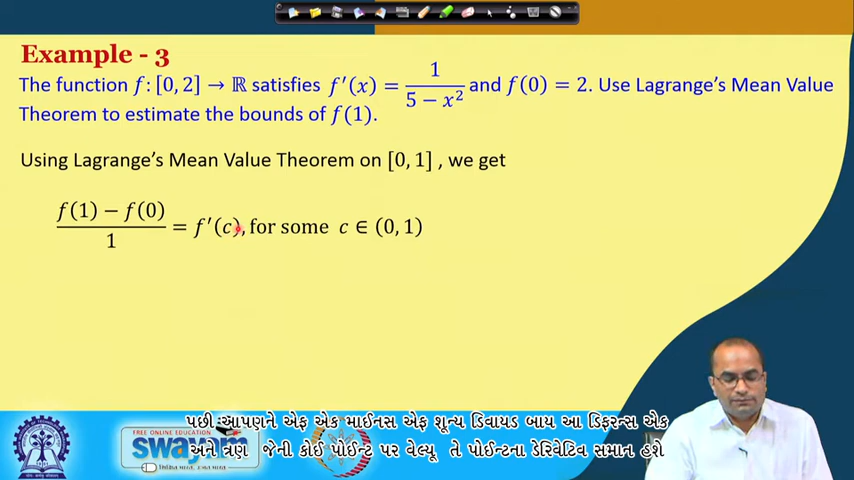 Example - 3
The function f: [0, 2] → ℝ satisfies f′(x) = 1 / (5 − x²) and f(0) = 2. Use Lagrange's Mean Value
Theorem to estimate the bounds of f(1).
Using Lagrange's Mean Value Theorem on [0, 1] , we get
(f(1) − f(0)) / 1 = f′(c), for some c ∈ (0, 1)
FREE ONLINE EDUCATION
swayam
પછી આપણને એફ એક માઈનસ એફ શૂન્ય ડિવાયડ બાય આ ડિફરન્સ એક
અને ત્રણ જેની કોઈ પોઈન્ટ પર વેલ્યૂ તે પોઈન્ટના ડેરિવેટિવ સમાન હશે